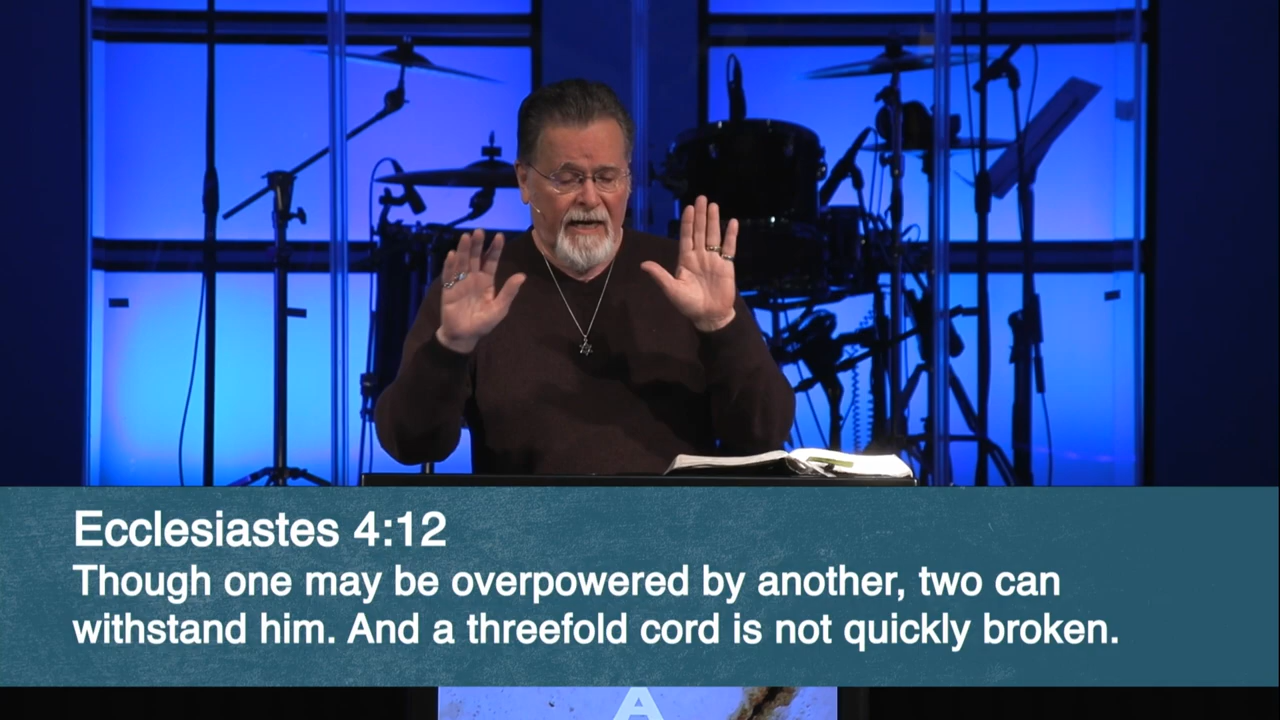 Ecclesiastes 4:12
Though one may be overpowered by another, two can
withstand him. And a threefold cord is not quickly broken.
A